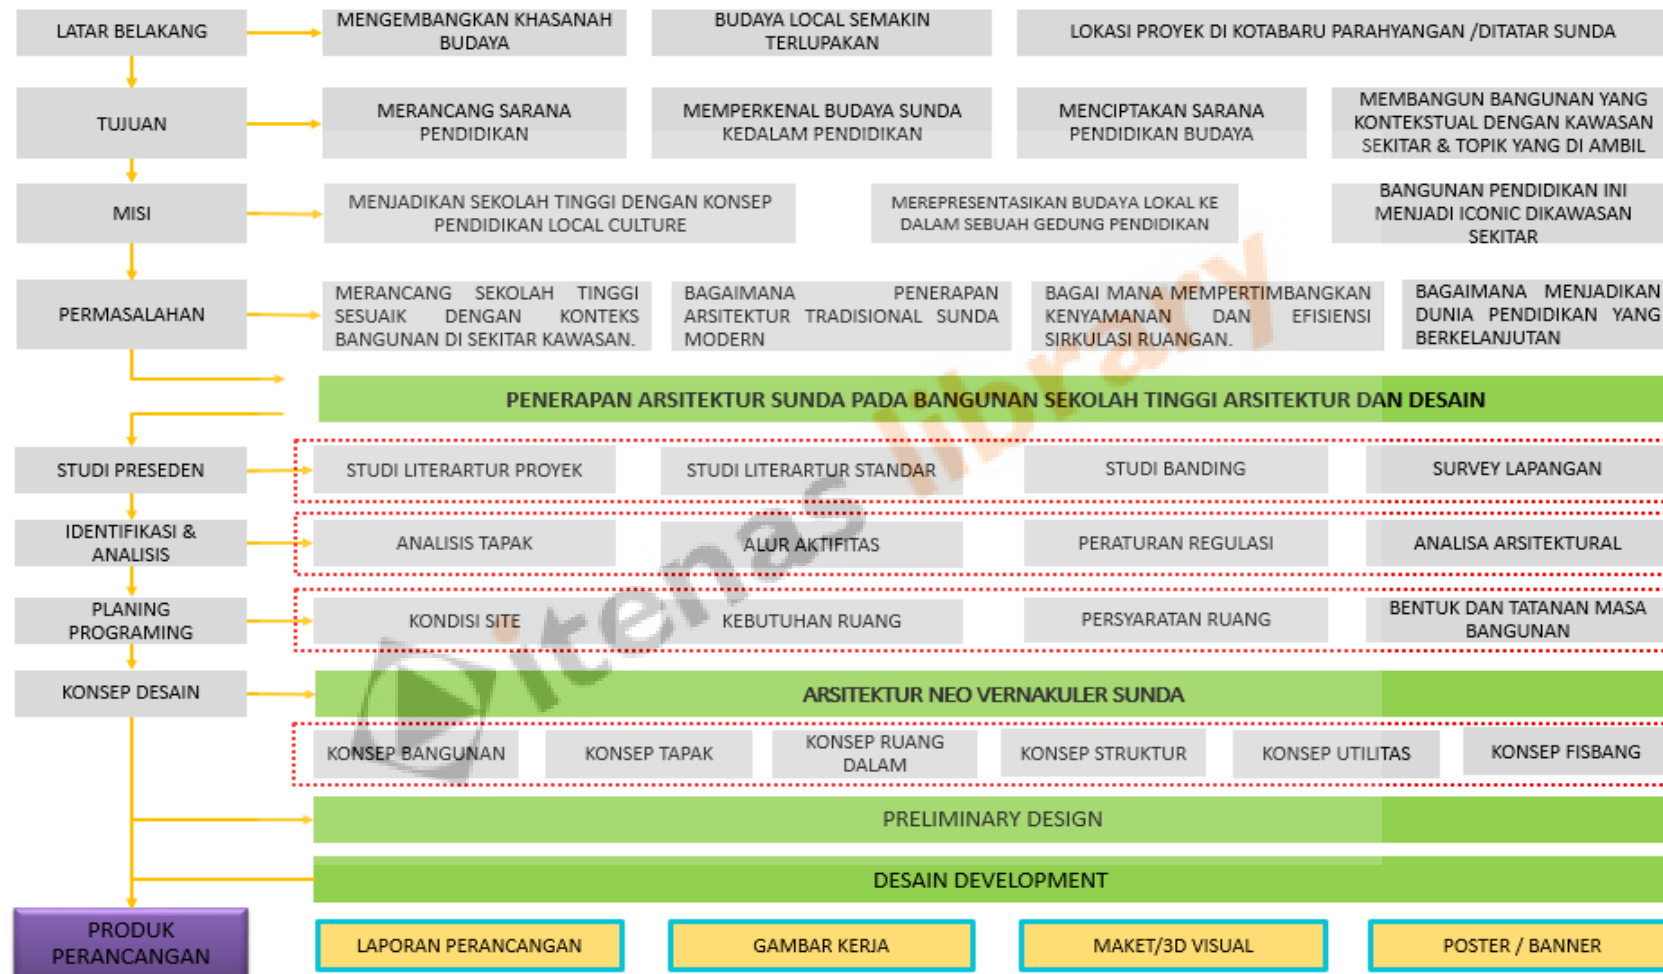 LATAR BELAKANG
MENGEMBANGKAN KHASANAH
BUDAYA
BUDAYA LOCAL SEMAKIN
TERLUPAKAN
LOKASI PROYEK DI KOTABARU PARAHYANGAN /DITATAR SUNDA
TUJUAN
MERANCANG SARANA
PENDIDIKAN
MEMPERKENAL BUDAYA SUNDA
KEDALAM PENDIDIKAN
MENCIPTAKAN SARANA
PENDIDIKAN BUDAYA
MEMBANGUN BANGUNAN YANG
KONTEKSTUAL DENGAN KAWASAN
SEKITAR & TOPIK YANG DI AMBIL
MISI
MENJADIKAN SEKOLAH TINGGI DENGAN KONSEP
PENDIDIKAN LOCAL CULTURE
MEREPRESENTASIKAN BUDAYA LOKAL KE
DALAM SEBUAH GEDUNG PENDIDIKAN
BANGUNAN PENDIDIKAN INI
MENJADI ICONIC DIKAWASAN
SEKITAR
PERMASALAHAN
MERANCANG SEKOLAH TINGGI
SESUAIK DENGAN KONTEKS
BANGUNAN DI SEKITAR KAWASAN.
BAGAIMANA PENERAPAN
ARSITEKTUR TRADISIONAL SUNDA
MODERN
BAGAI MANA MEMPERTIMBANGKAN
KENYAMANAN DAN EFISIENSI
SIRKULASI RUANGAN.
BAGAIMANA MENJADIKAN
DUNIA PENDIDIKAN YANG
BERKELANJUTAN
PENERAPAN ARSITEKTUR SUNDA PADA BANGUNAN SEKOLAH TINGGI ARSITEKTUR DAN DESAIN
STUDI PRESEDEN
STUDI LITERARTUR PROYEK
STUDI LITERARTUR STANDAR
STUDI BANDING
SURVEY LAPANGAN
IDENTIFIKASI &
ANALISIS
ANALISIS TAPAK
ALUR AKTIFITAS
PERATURAN REGULASI
ANALISA ARSITEKTURAL
PLANING
PROGRAMING
KONDISI SITE
KEBUTUHAN RUANG
PERSYARATAN RUANG
BENTUK DAN TATANAN MASA
BANGUNAN
KONSEP DESAIN
ARSITEKTUR NEO VERNAKULER SUNDA
KONSEP BANGUNAN
KONSEP TAPAK
KONSEP RUANG
DALAM
KONSEP STRUKTUR
KONSEP UTILITAS
KONSEP FISBANG
PRELIMINARY DESIGN
DESAIN DEVELOPMENT
PRODUK
PERANCANGAN
LAPORAN PERANCANGAN
GAMBAR KERJA
MAKET/3D VISUAL
POSTER / BANNER
itenas library